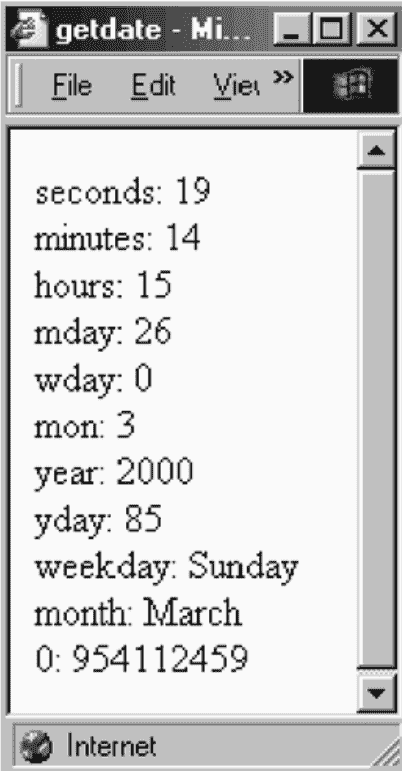 getdate - Mi...
File Edit Viev »
seconds: 19
minutes: 14
hours: 15
mday: 26
wday: 0
mon: 3
year: 2000
yday: 85
weekday: Sunday
month: March
0: 954112459
Internet